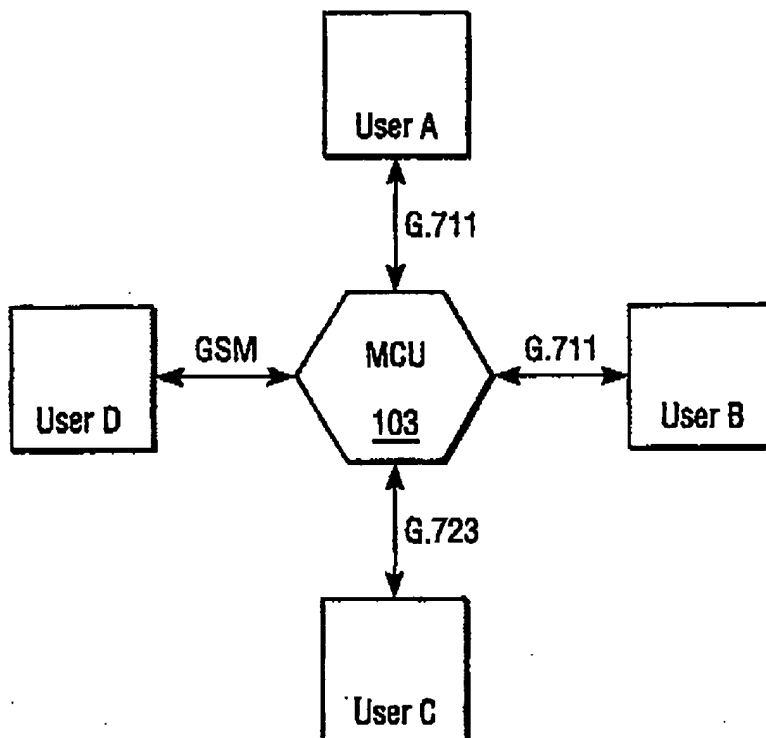 User A
G.711
GSM
MCU
G.711
User D
103
User B
G.723
User C